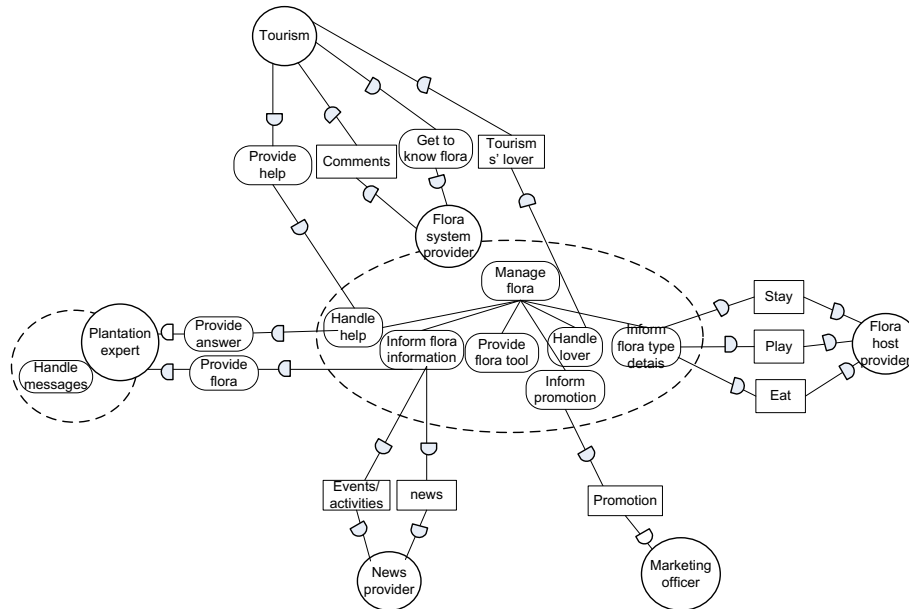 Tourism
Get to
know flora
Tourism
s' lover
Provide
help
Comments
Flora
system
provider
Manage
flora
Stay
Plantation
expert
Provide
answer
Handle
help
Inform flora
information
Provide
flora tool
Handle
lover
Inform
flora type
detais
Play
Flora
host
provider
Handle
messages
Provide
flora
Inform
promotion
Eat
Events/
activities
news
Promotion
News
provider
Marketing
officer